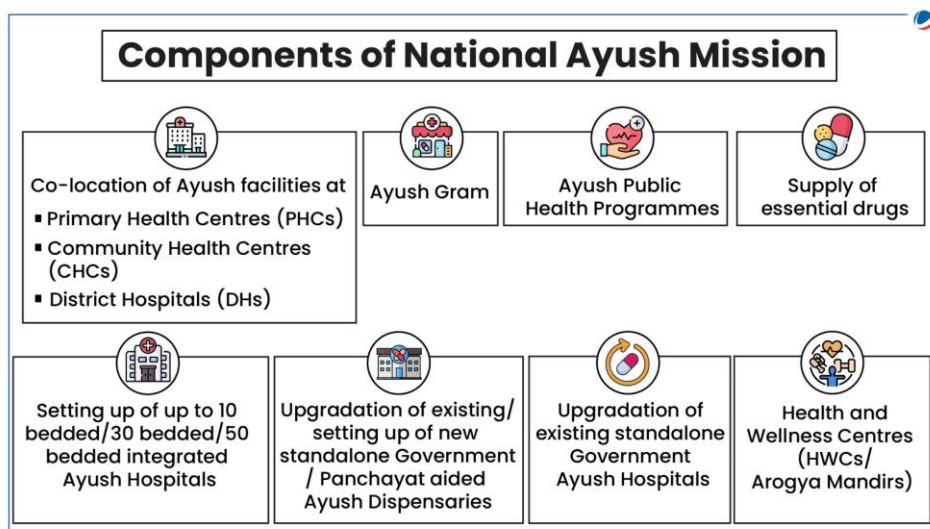 Components of National Ayush Mission
Co-location of Ayush facilities at
▪ Primary Health Centres (PHCs)
▪ Community Health Centres
(CHCs)
▪ District Hospitals (DHs)
Ayush Gram
Ayush Public
Health Programmes
Supply of
essential drugs
Setting up of up to 10
bedded/30 bedded/50
bedded integrated
Ayush Hospitals
Upgradation of existing/
setting up of new
standalone Government
/ Panchayat aided
Ayush Dispensaries
Upgradation of
existing standalone
Government
Ayush Hospitals
Health and
Wellness Centres
(HWCs/
Arogya Mandirs)